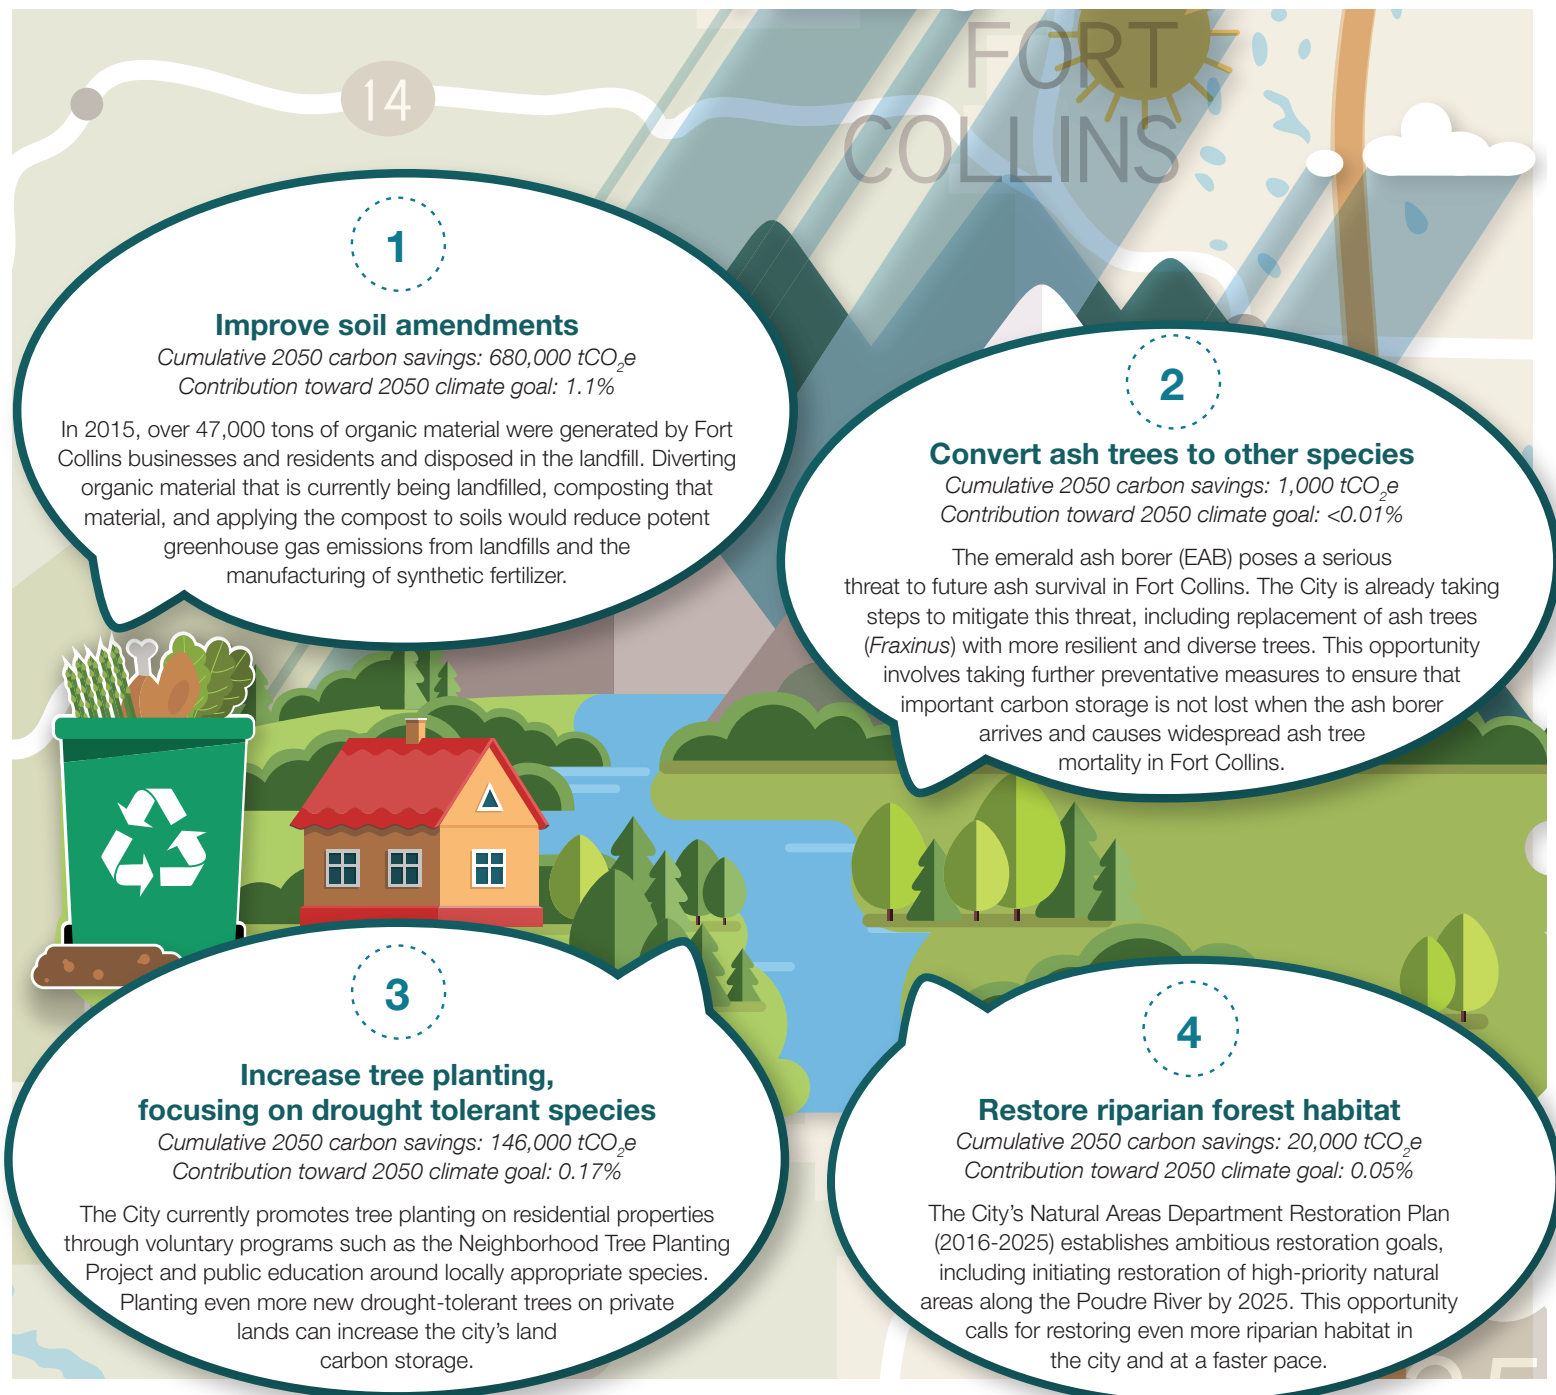 FORT
COLLINS
14
1
Improve soil amendments
Cumulative 2050 carbon savings: 680,000 tCO₂e
Contribution toward 2050 climate goal: 1.1%
In 2015, over 47,000 tons of organic material were generated by Fort
Collins businesses and residents and disposed in the landfill. Diverting
organic material that is currently being landfilled, composting that
material, and applying the compost to soils would reduce potent
greenhouse gas emissions from landfills and the
manufacturing of synthetic fertilizer.
2
Convert ash trees to other species
Cumulative 2050 carbon savings: 1,000 tCO₂e
Contribution toward 2050 climate goal: <0.01%
The emerald ash borer (EAB) poses a serious
threat to future ash survival in Fort Collins. The City is already taking
steps to mitigate this threat, including replacement of ash trees
(Fraxinus) with more resilient and diverse trees. This opportunity
involves taking further preventative measures to ensure that
important carbon storage is not lost when the ash borer
arrives and causes widespread ash tree
mortality in Fort Collins.
3
Increase tree planting,
focusing on drought tolerant species
Cumulative 2050 carbon savings: 146,000 tCO₂e
Contribution toward 2050 climate goal: 0.17%
The City currently promotes tree planting on residential properties
through voluntary programs such as the Neighborhood Tree Planting
Project and public education around locally appropriate species.
Planting even more new drought-tolerant trees on private
lands can increase the city's land
carbon storage.
4
Restore riparian forest habitat
Cumulative 2050 carbon savings: 20,000 tCO₂e
Contribution toward 2050 climate goal: 0.05%
The City's Natural Areas Department Restoration Plan
(2016-2025) establishes ambitious restoration goals,
including initiating restoration of high-priority natural
areas along the Poudre River by 2025. This opportunity
calls for restoring even more riparian habitat in
the city and at a faster pace.